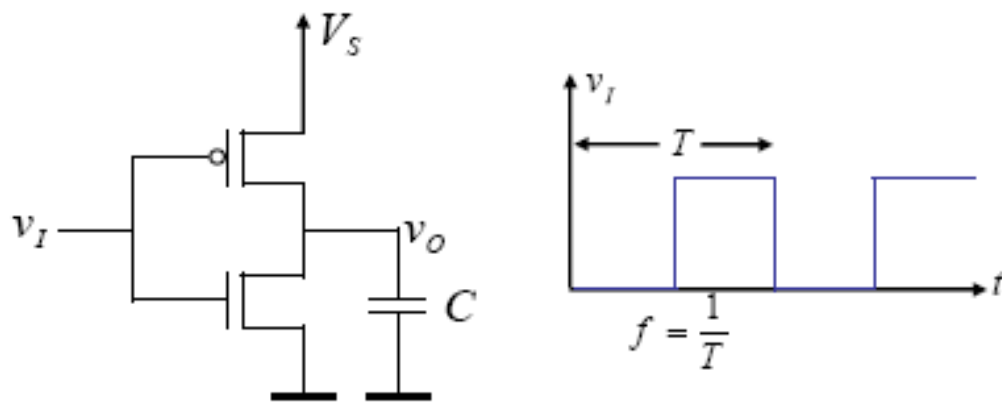 V_S
v_I
v_O
C
v_I
T
t
f = 1/T